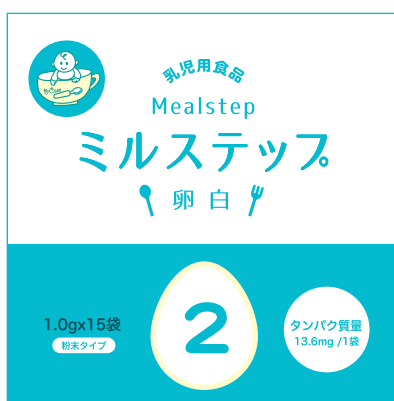 乳児用食品
Mealstep
ミルステップ
卵白
1.0gx15袋
粉末タイプ
2
タンパク質量
13.6mg /1袋